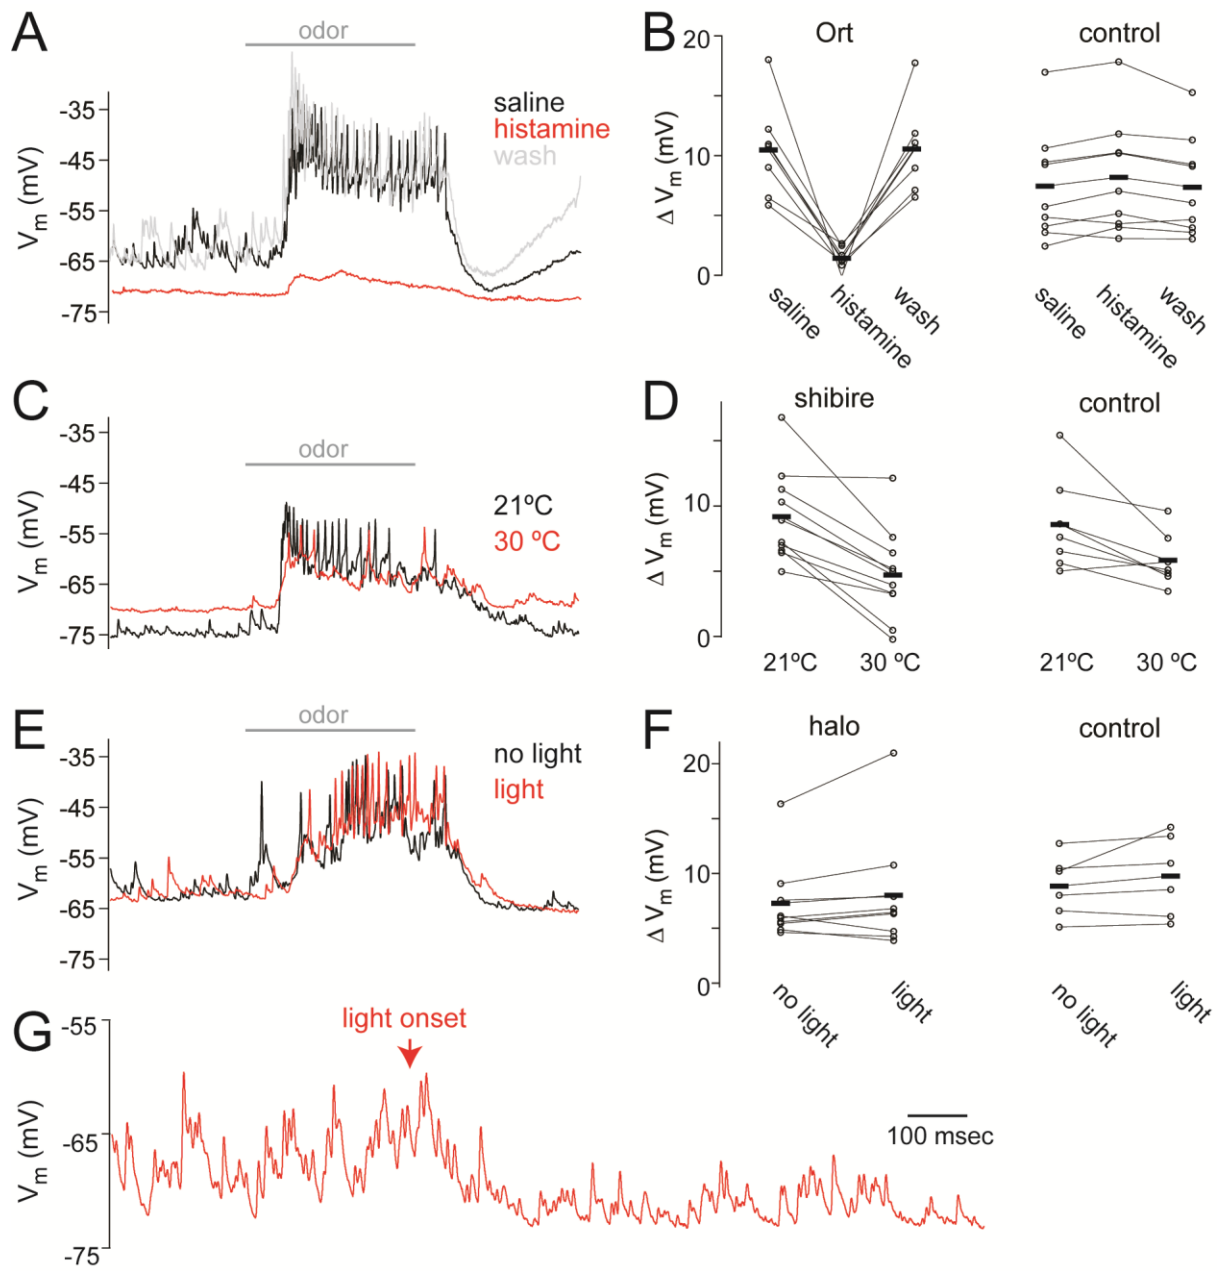 A
odor
-35
-45
-55
-65
-75
Vm (mV)
saline
histamine
wash
B
Ort
control
20
10
0
Δ Vm (mV)
saline
histamine
wash
saline
histamine
wash
C
odor
-35
-45
-55
-65
-75
Vm (mV)
21ºC
30 ºC
D
shibire
control
10
0
Δ Vm (mV)
21ºC
30 ºC
21ºC
30 ºC
E
odor
-35
-45
-55
-65
-75
Vm (mV)
no light
light
F
halo
control
20
10
0
Δ Vm (mV)
no light
light
no light
light
G
-55
-65
-75
Vm (mV)
light onset
100 msec